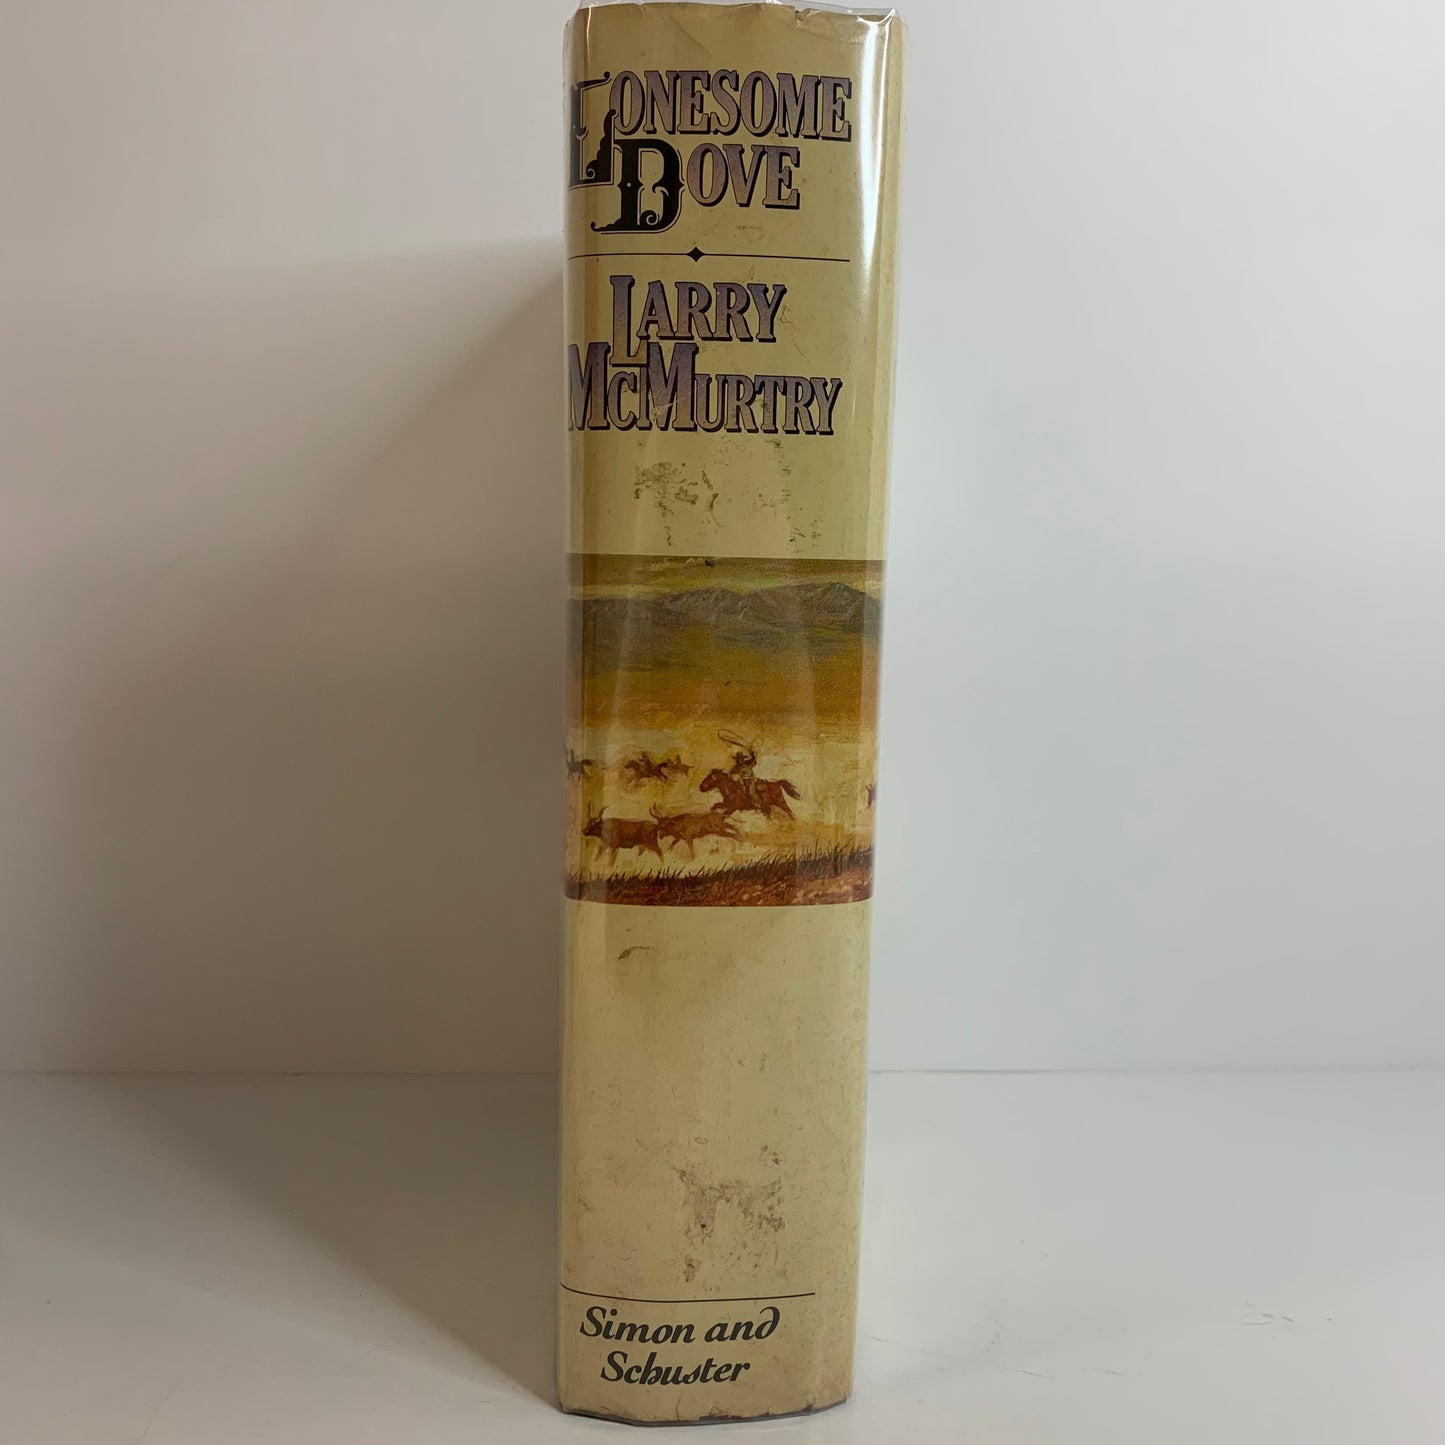 LONESOME
DOVE
LARRY
MCMURTRY
Simon and
Schuster